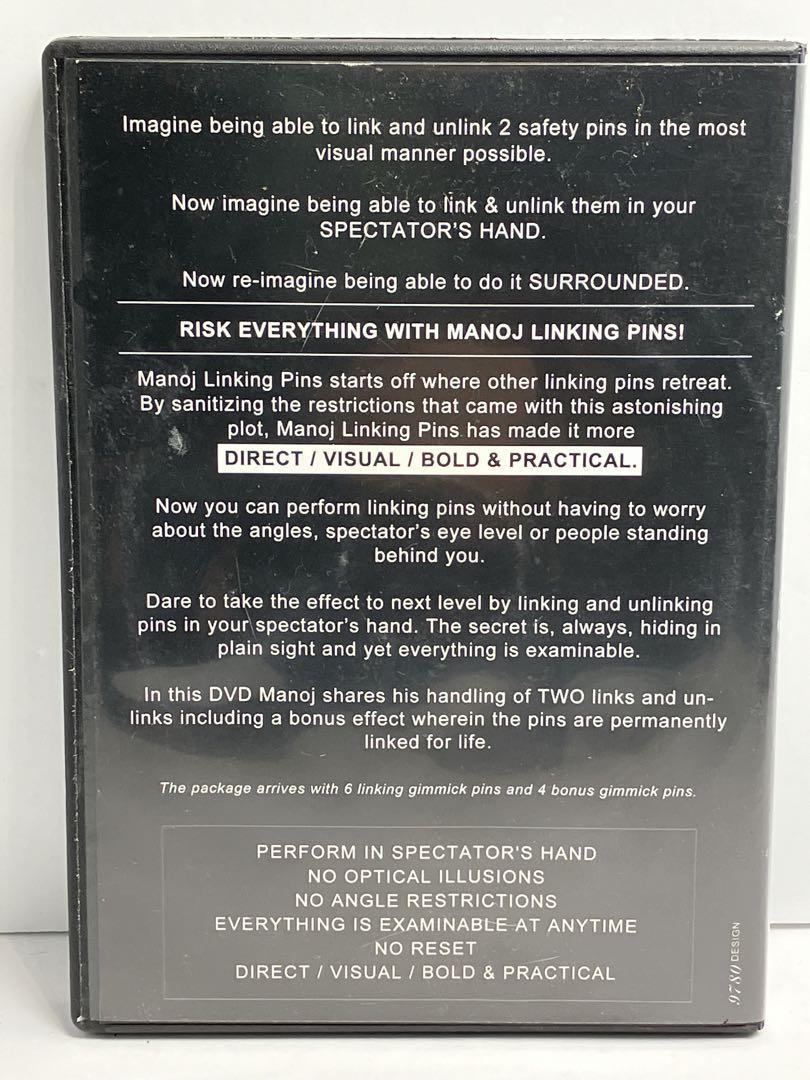 Imagine being able to link and unlink 2 safety pins in the most
visual manner possible.
Now imagine being able to link & unlink them in your
SPECTATOR'S HAND.
Now re-imagine being able to do it SURROUNDED.
RISK EVERYTHING WITH MANOJ LINKING PINS!
Manoj Linking Pins starts off where other linking pins retreat.
By sanitizing the restrictions that came with this astonishing
plot, Manoj Linking Pins has made it more
DIRECT / VISUAL / BOLD & PRACTICAL.
Now you can perform linking pins without having to worry
about the angles, spectator's eye level or people standing
behind you.
Dare to take the effect to next level by linking and unlinking
pins in your spectator's hand. The secret is, always, hiding in
plain sight and yet everything is examinable.
In this DVD Manoj shares his handling of TWO links and un-
links including a bonus effect wherein the pins are permanently
linked for life.
The package arrives with 6 linking gimmick pins and 4 bonus gimmick pins.
PERFORM IN SPECTATOR'S HAND
NO OPTICAL ILLUSIONS
NO ANGLE RESTRICTIONS
EVERYTHING IS EXAMINABLE AT ANYTIME
NO RESET
DIRECT / VISUAL / BOLD & PRACTICAL
9780 DESIGN